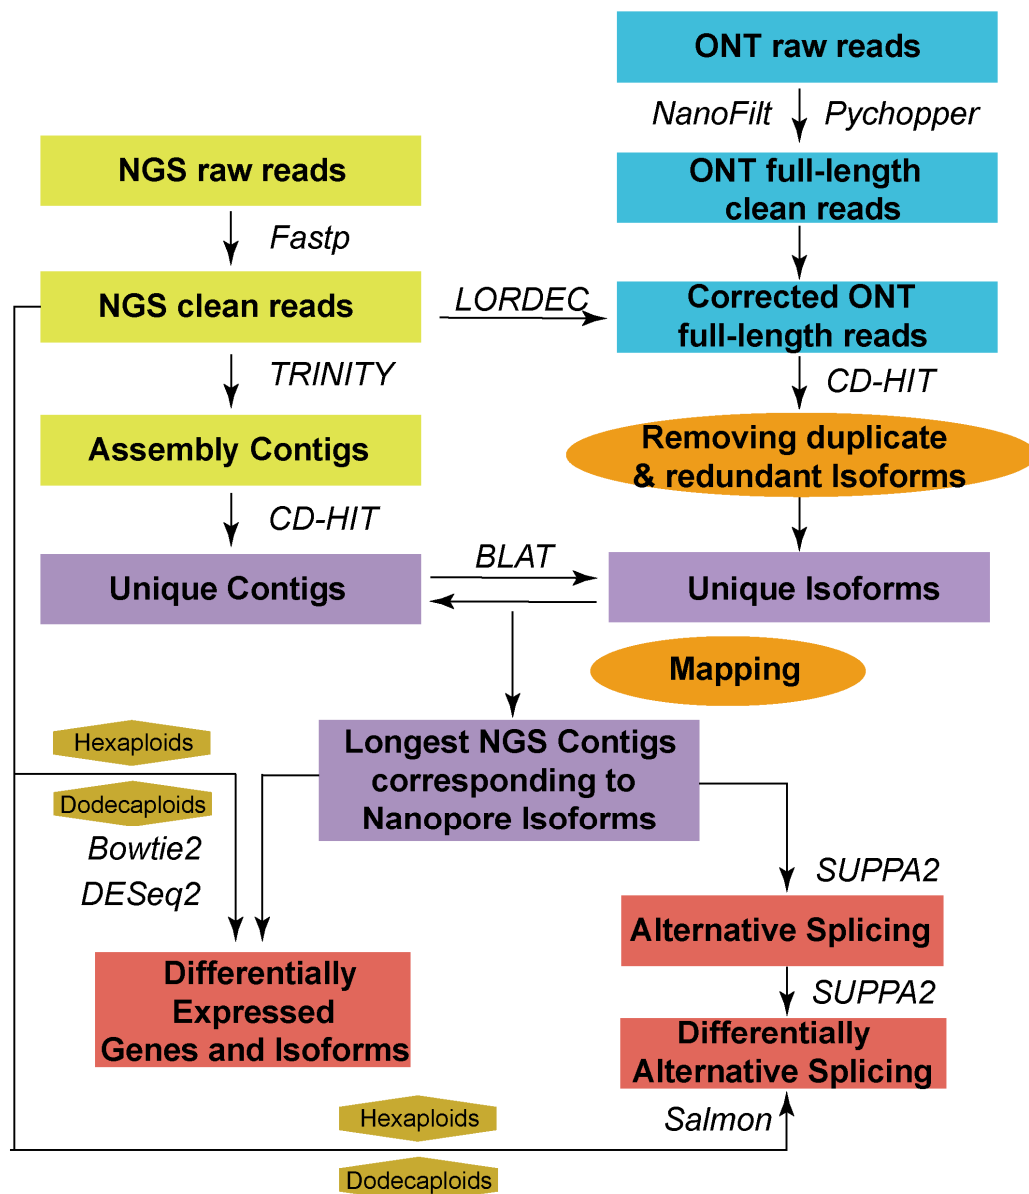 ONT raw reads
NanoFilt Pychopper
NGS raw reads
ONT full-length
clean reads
Fastp
NGS clean reads
LORDEC
Corrected ONT
full-length reads
TRINITY
CD-HIT
Assembly Contigs
Removing duplicate
& redundant Isoforms
CD-HIT
BLAT
Unique Contigs
Unique Isoforms
Mapping
Longest NGS Contigs
corresponding to
Nanopore Isoforms
Hexaploids
Dodecaploids
Bowtie2
DESeq2
SUPPA2
Alternative Splicing
Differentially
Expressed
Genes and Isoforms
SUPPA2
Differentially
Alternative Splicing
Hexaploids
Salmon
Dodecaploids